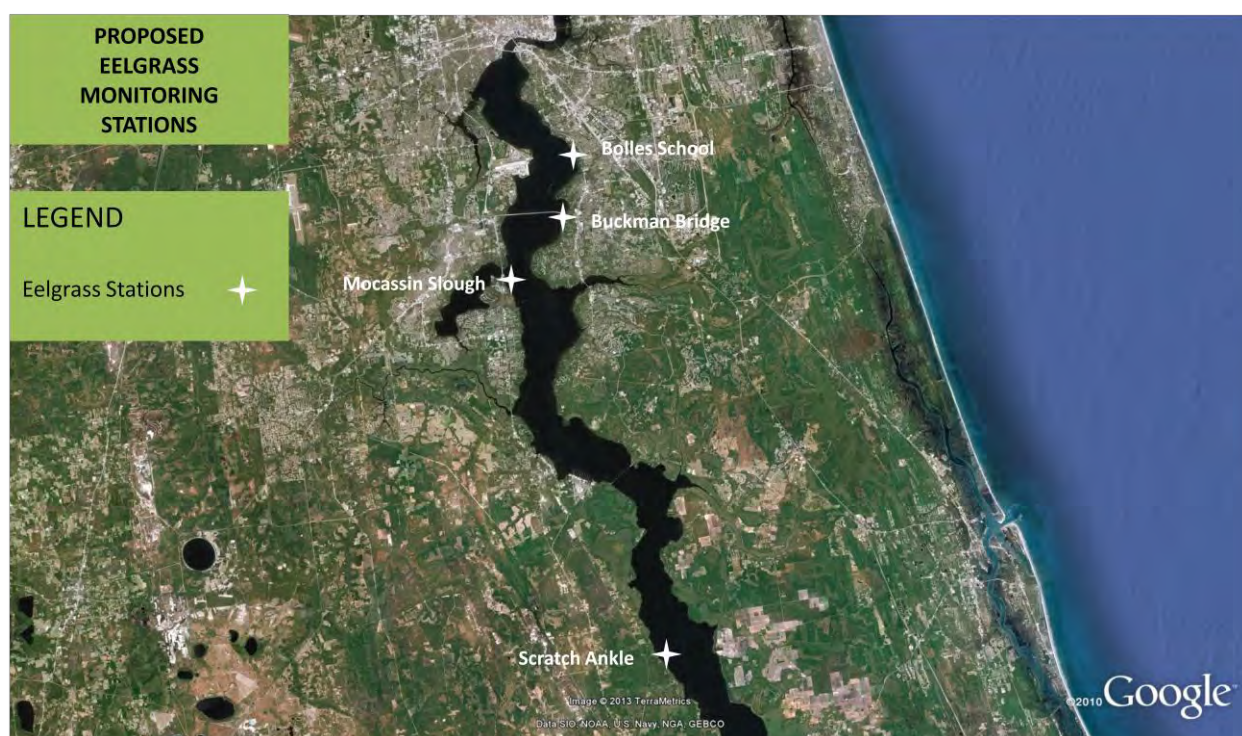 PROPOSED
EELGRASS
MONITORING
STATIONS
LEGEND
Eelgrass Stations
Bolles School
Buckman Bridge
Mocassin Slough
Scratch Ankle
Image © 2013 TerraMetrics
Data SIO, NOAA, U.S. Navy, NGA, GEBCO
©2010 Google